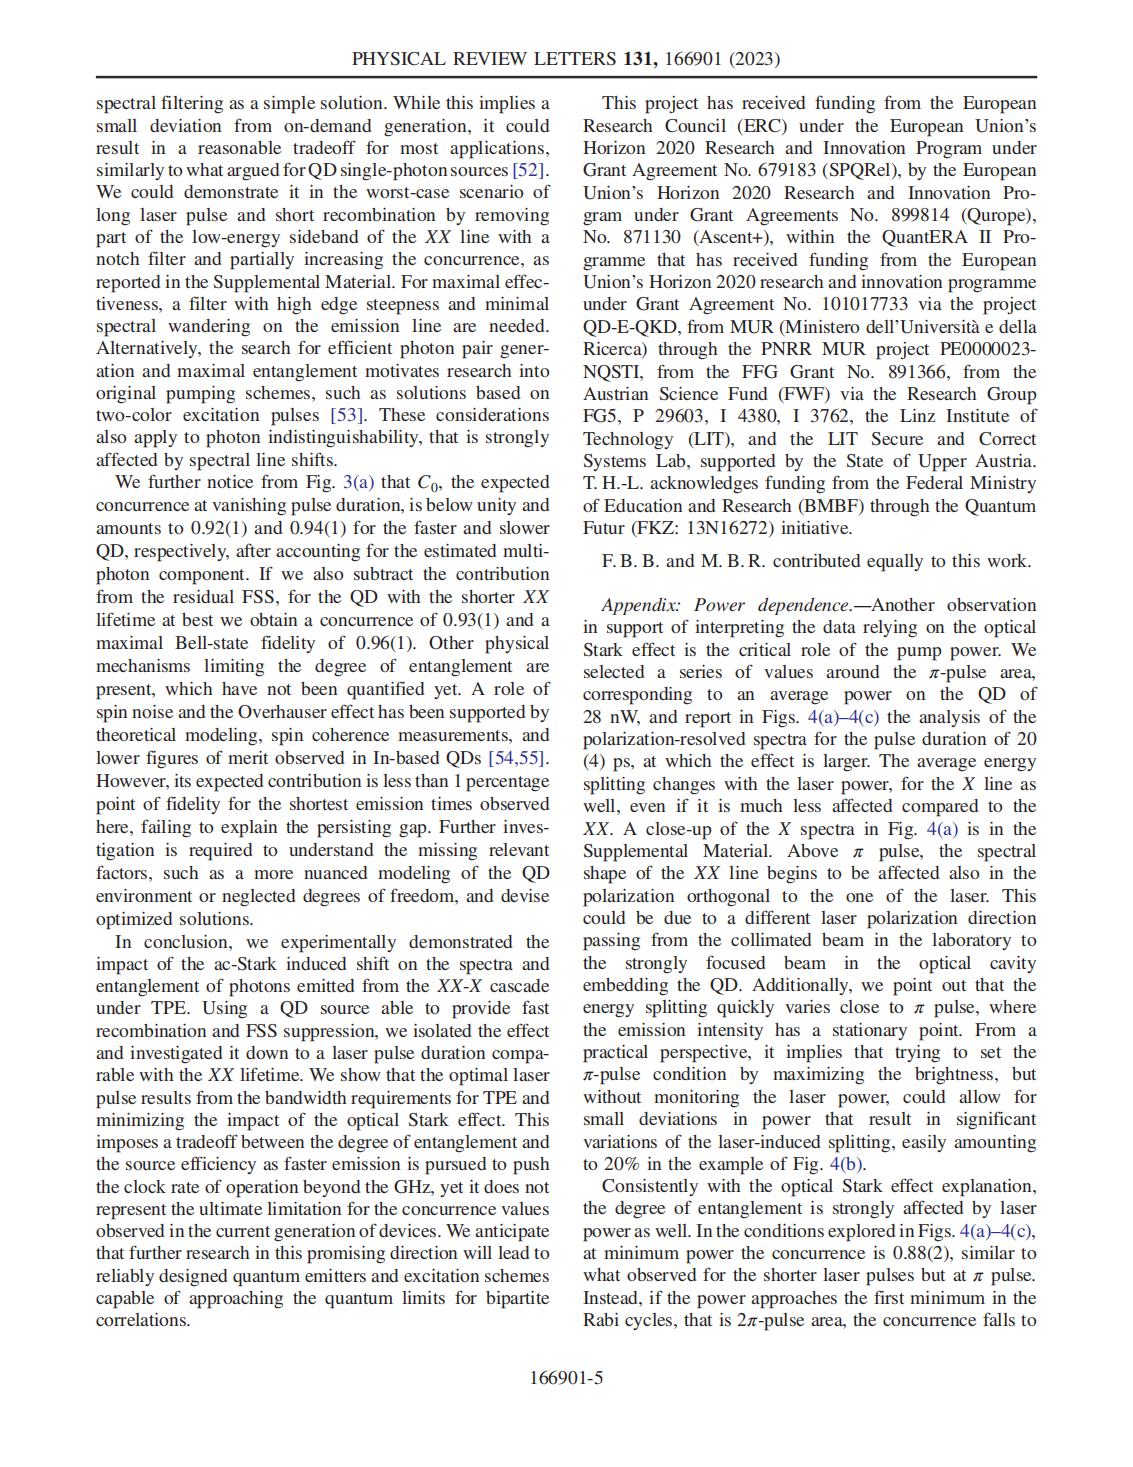 PHYSICAL REVIEW LETTERS 131, 166901 (2023)
spectral filtering as a simple solution. While this implies a
small deviation from on-demand generation, it could
result in a reasonable tradeoff for most applications,
similarly to what argued for QD single-photon sources [52].
We could demonstrate it in the worst-case scenario of
long laser pulse and short recombination by removing
part of the low-energy sideband of the XX line with a
notch filter and partially increasing the concurrence, as
reported in the Supplemental Material. For maximal effec-
tiveness, a filter with high edge steepness and minimal
spectral wandering on the emission line are needed.
Alternatively, the search for efficient photon pair gener-
ation and maximal entanglement motivates research into
original pumping schemes, such as solutions based on
two-color excitation pulses [53]. These considerations
also apply to photon indistinguishability, that is strongly
affected by spectral line shifts.
We further notice from Fig. 3(a) that C₀, the expected
concurrence at vanishing pulse duration, is below unity and
amounts to 0.92(1) and 0.94(1) for the faster and slower
QD, respectively, after accounting for the estimated multi-
photon component. If we also subtract the contribution
from the residual FSS, for the QD with the shorter XX
lifetime at best we obtain a concurrence of 0.93(1) and a
maximal Bell-state fidelity of 0.96(1). Other physical
mechanisms limiting the degree of entanglement are
present, which have not been quantified yet. A role of
spin noise and the Overhauser effect has been supported by
theoretical modeling, spin coherence measurements, and
lower figures of merit observed in In-based QDs [54,55].
However, its expected contribution is less than 1 percentage
point of fidelity for the shortest emission times observed
here, failing to explain the persisting gap. Further inves-
tigation is required to understand the missing relevant
factors, such as a more nuanced modeling of the QD
environment or neglected degrees of freedom, and devise
optimized solutions.
In conclusion, we experimentally demonstrated the
impact of the ac-Stark induced shift on the spectra and
entanglement of photons emitted from the XX-X cascade
under TPE. Using a QD source able to provide fast
recombination and FSS suppression, we isolated the effect
and investigated it down to a laser pulse duration compa-
rable with the XX lifetime. We show that the optimal laser
pulse results from the bandwidth requirements for TPE and
minimizing the impact of the optical Stark effect. This
imposes a tradeoff between the degree of entanglement and
the source efficiency as faster emission is pursued to push
the clock rate of operation beyond the GHz, yet it does not
represent the ultimate limitation for the concurrence values
observed in the current generation of devices. We anticipate
that further research in this promising direction will lead to
reliably designed quantum emitters and excitation schemes
capable of approaching the quantum limits for bipartite
correlations.
This project has received funding from the European
Research Council (ERC) under the European Union's
Horizon 2020 Research and Innovation Program under
Grant Agreement No. 679183 (SPQRel), by the European
Union's Horizon 2020 Research and Innovation Pro-
gram under Grant Agreements No. 899814 (Qurope),
No. 871130 (Ascent+), within the QuantERA II Pro-
gramme that has received funding from the European
Union's Horizon 2020 research and innovation programme
under Grant Agreement No. 101017733 via the project
QD-E-QKD, from MUR (Ministero dell'Università e della
Ricerca) through the PNRR MUR project PE0000023-
NQSTI, from the FFG Grant No. 891366, from the
Austrian Science Fund (FWF) via the Research Group
FG5, P 29603, I 4380, I 3762, the Linz Institute of
Technology (LIT), and the LIT Secure and Correct
Systems Lab, supported by the State of Upper Austria.
T. H.-L. acknowledges funding from the Federal Ministry
of Education and Research (BMBF) through the Quantum
Futur (FKZ: 13N16272) initiative.
F. B. B. and M. B. R. contributed equally to this work.
Appendix: Power dependence.—Another observation
in support of interpreting the data relying on the optical
Stark effect is the critical role of the pump power. We
selected a series of values around the π-pulse area,
corresponding to an average power on the QD of
28 nW, and report in Figs. 4(a)–4(c) the analysis of the
polarization-resolved spectra for the pulse duration of 20
(4) ps, at which the effect is larger. The average energy
splitting changes with the laser power, for the X line as
well, even if it is much less affected compared to the
XX. A close-up of the X spectra in Fig. 4(a) is in the
Supplemental Material. Above π pulse, the spectral
shape of the XX line begins to be affected also in the
polarization orthogonal to the one of the laser. This
could be due to a different laser polarization direction
passing from the collimated beam in the laboratory to
the strongly focused beam in the optical cavity
embedding the QD. Additionally, we point out that the
energy splitting quickly varies close to π pulse, where
the emission intensity has a stationary point. From a
practical perspective, it implies that trying to set the
π-pulse condition by maximizing the brightness, but
without monitoring the laser power, could allow for
small deviations in power that result in significant
variations of the laser-induced splitting, easily amounting
to 20% in the example of Fig. 4(b).
Consistently with the optical Stark effect explanation,
the degree of entanglement is strongly affected by laser
power as well. In the conditions explored in Figs. 4(a)–4(c),
at minimum power the concurrence is 0.88(2), similar to
what observed for the shorter laser pulses but at π pulse.
Instead, if the power approaches the first minimum in the
Rabi cycles, that is 2π-pulse area, the concurrence falls to
166901-5